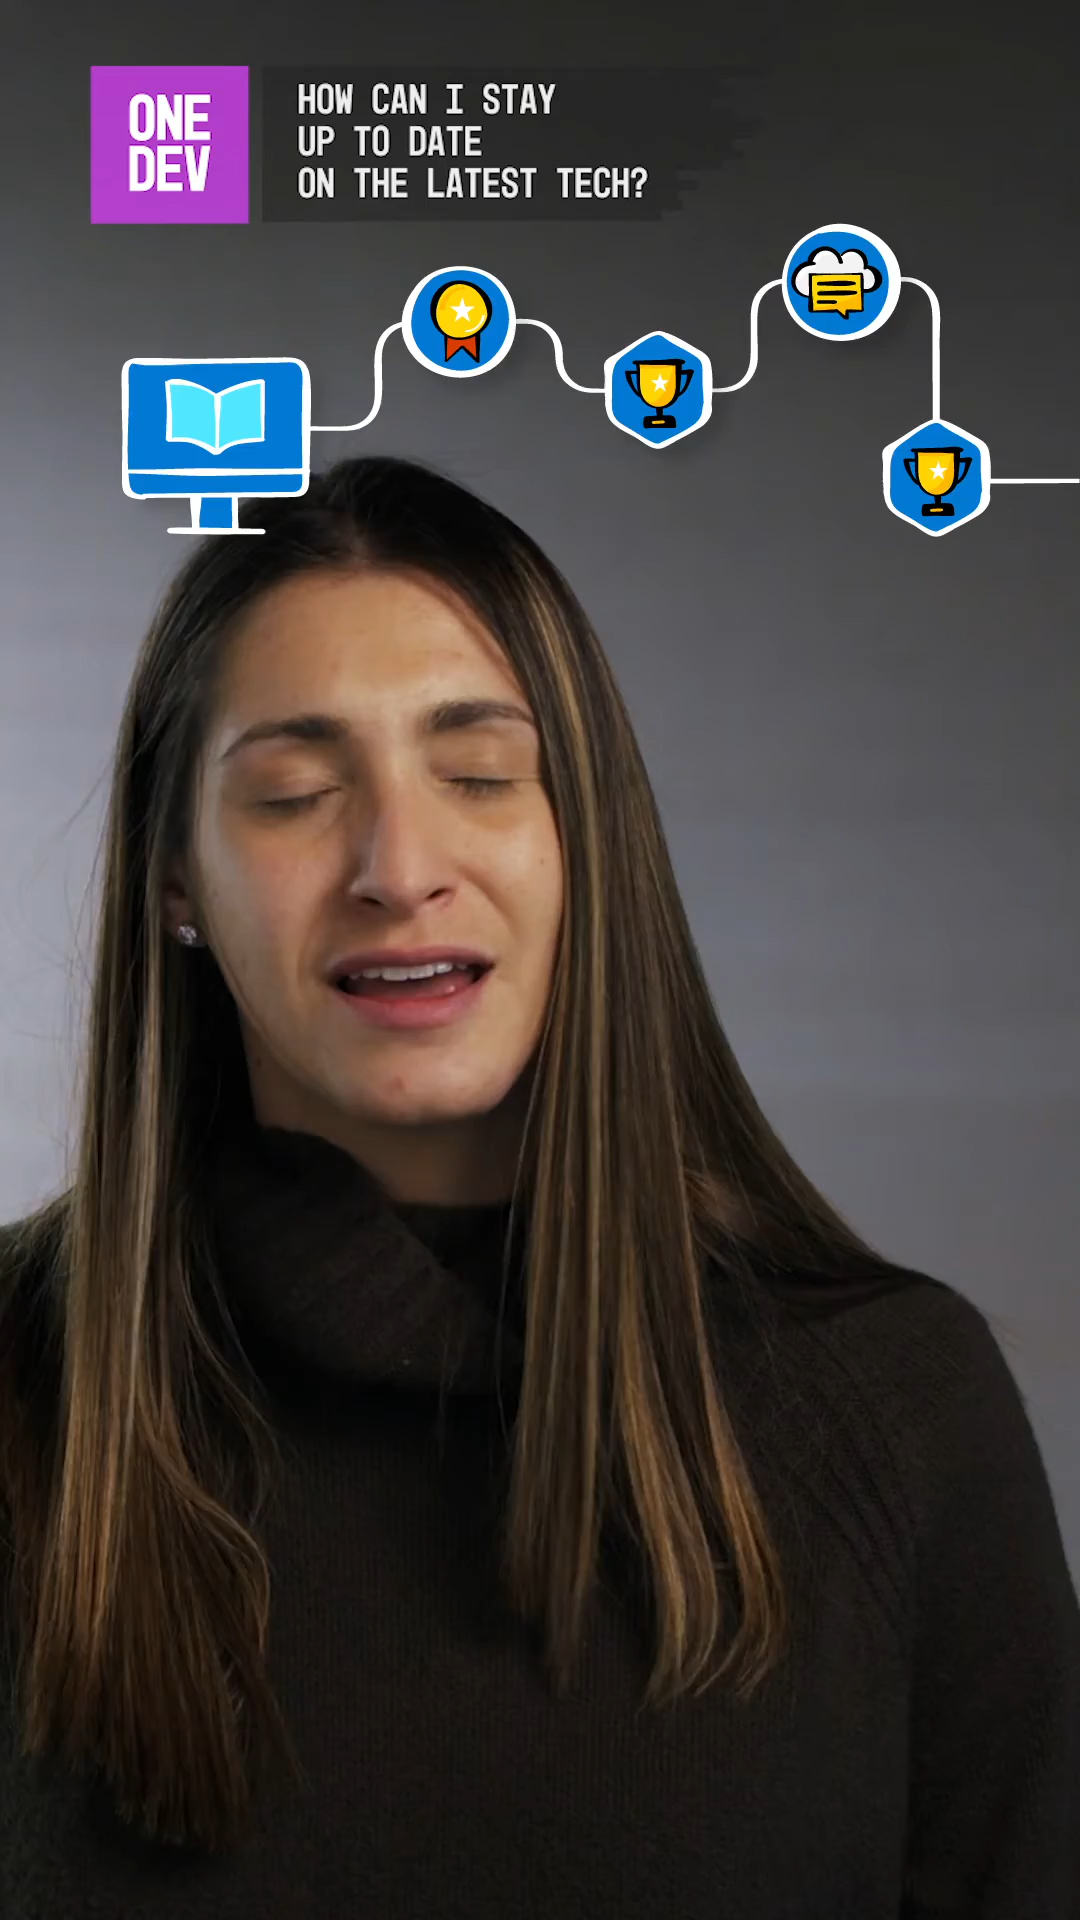 ONE
DEV
HOW CAN I STAY
UP TO DATE
ON THE LATEST TECH?